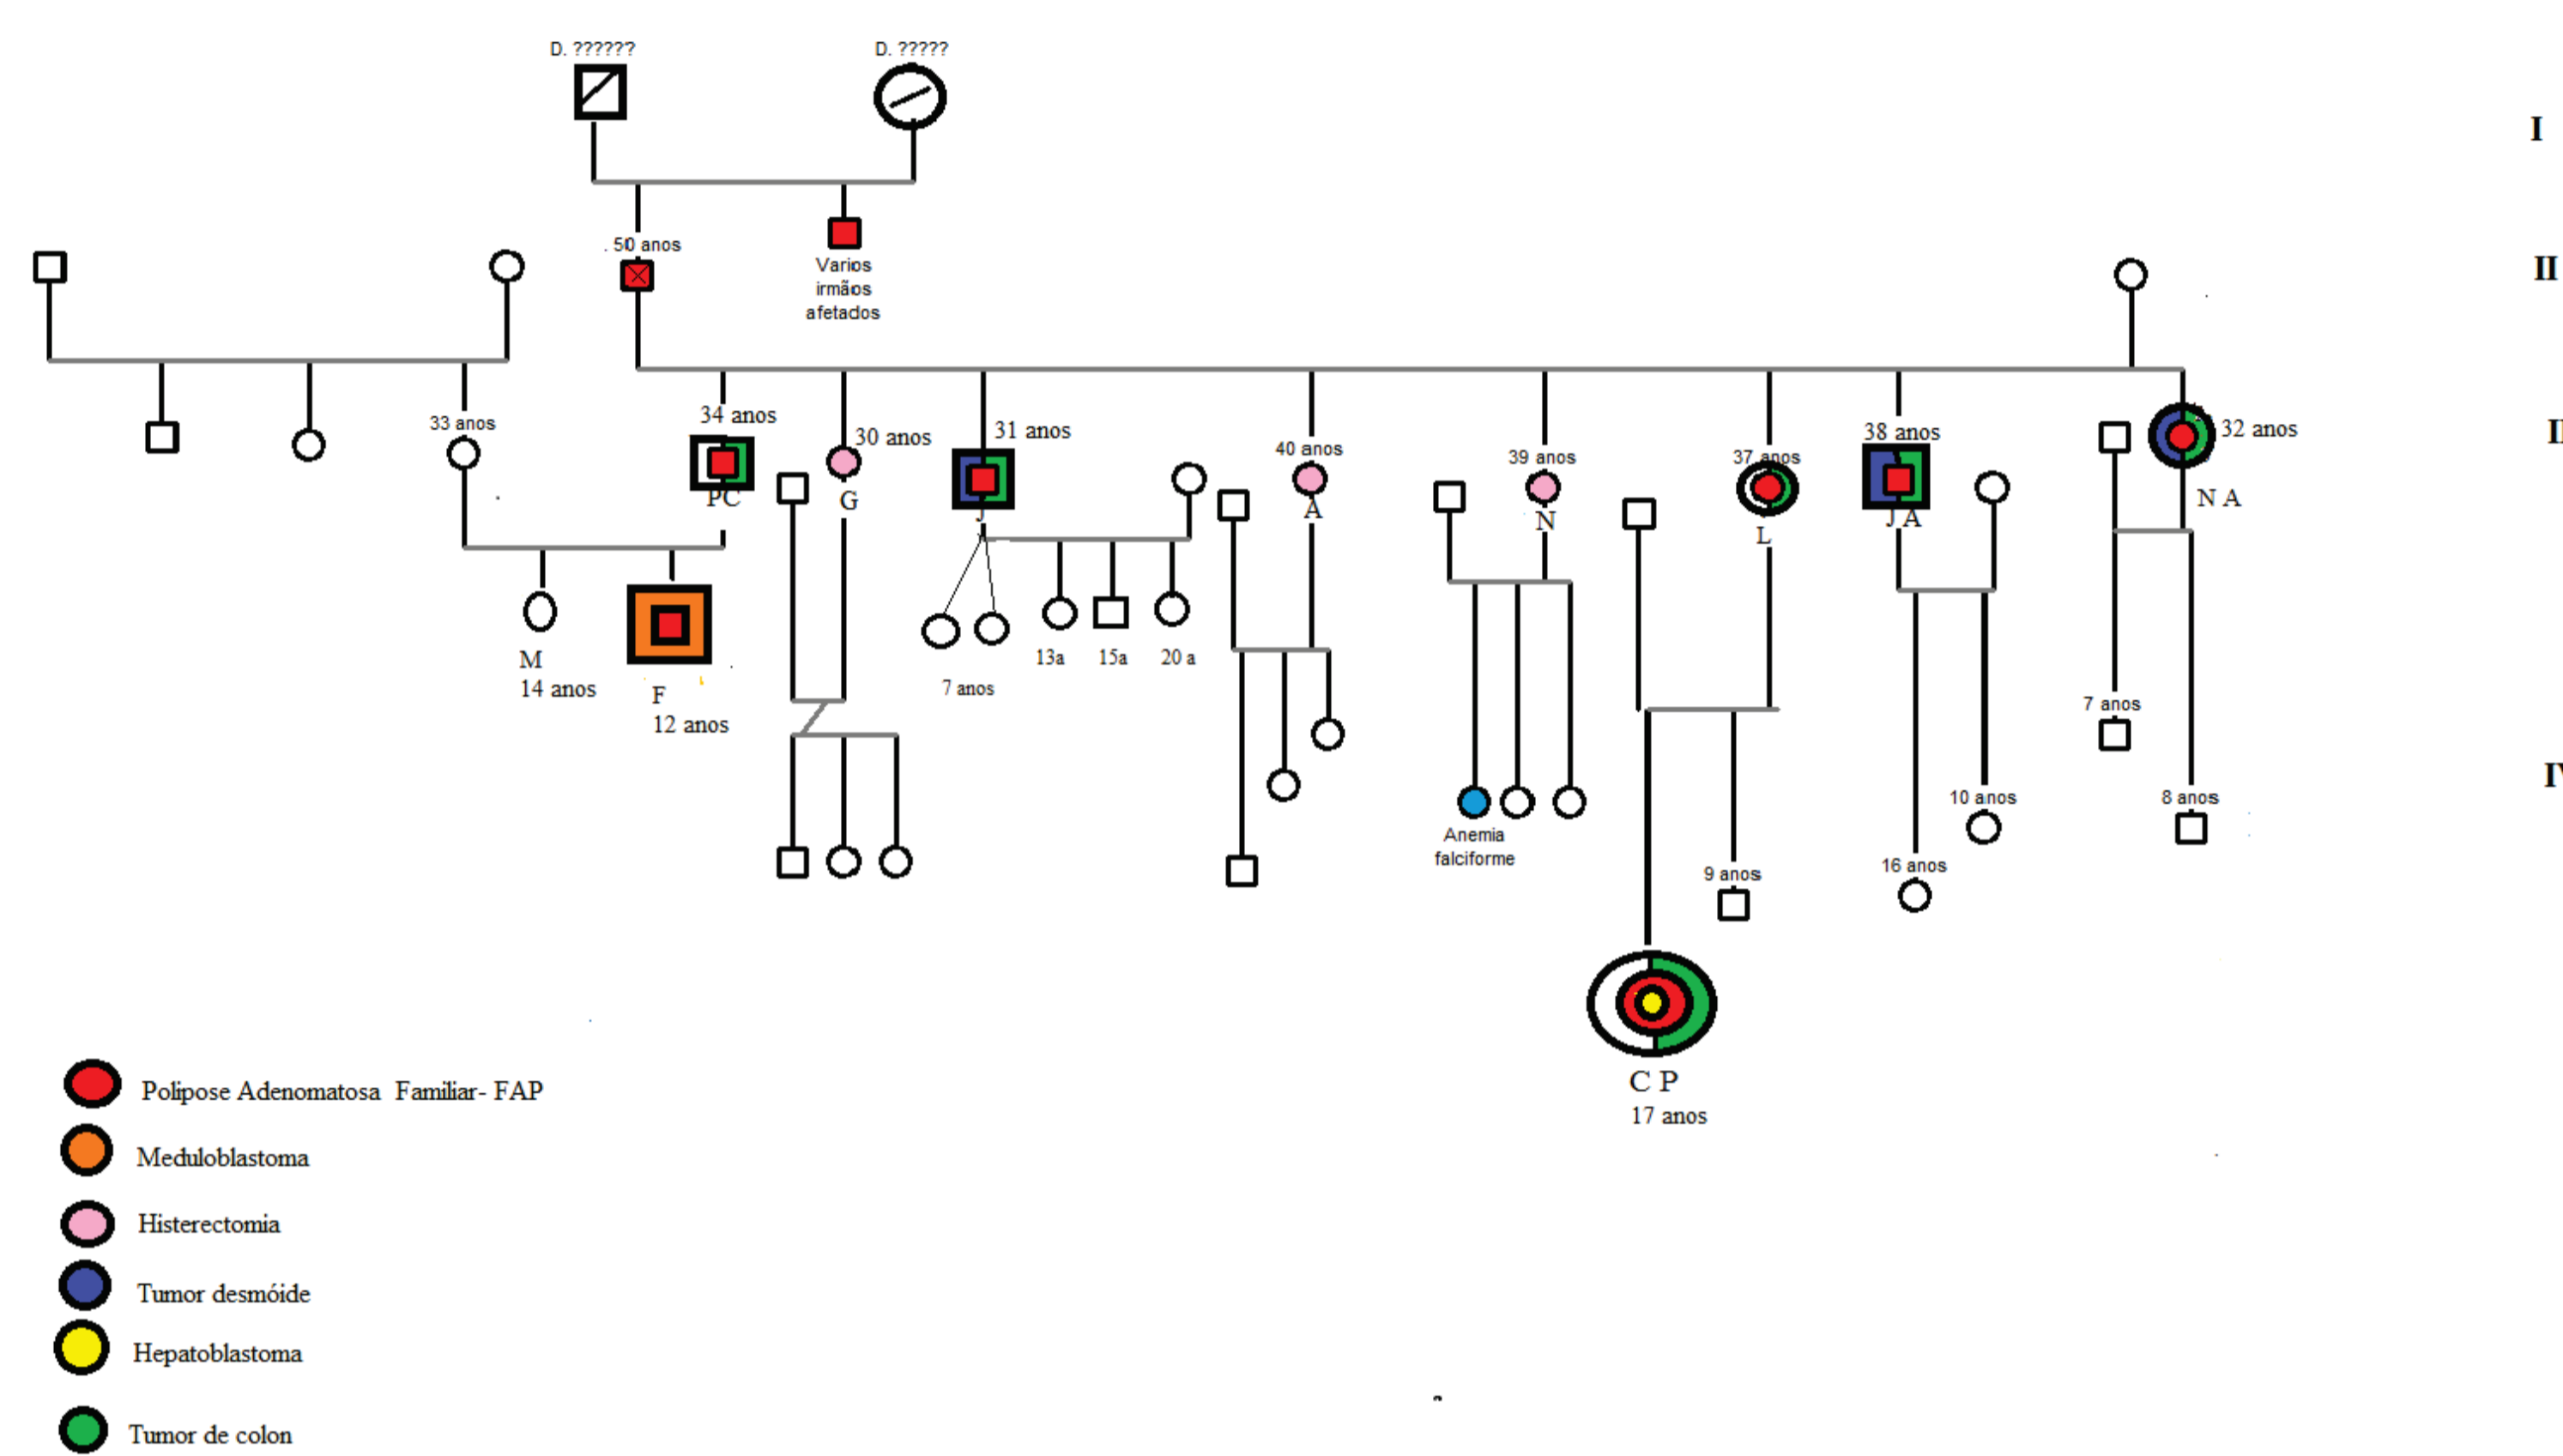 D. ??????
D. ?????
I
. 50 anos
Varios
irmãos
afetados
II
33 anos
34 anos
PC
30 anos
G
31 anos
J
40 anos
A
39 anos
N
37 anos
L
38 anos
J A
32 anos
N A
II
M
14 anos
F
12 anos
7 anos
13a
15a
20 a
Anemia
falciforme
9 anos
16 anos
10 anos
7 anos
8 anos
IV
C P
17 anos
Polipose Adenomatosa Familiar- FAP
Meduloblastoma
Histerectomia
Tumor desmóide
Hepatoblastoma
Tumor de colon